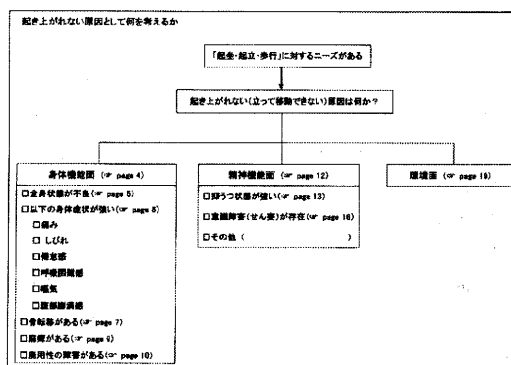 起き上がれない原因として何を考えるか
「起坐・起立・歩行」に対するニーズがある
起き上がれない(立って移動できない)原因は何か？
身体機能面 (☞ page 4)
□全身状態が不良(☞ page 5)
□以下の身体症状が強い(☞ page 5)
□痛み
□しびれ
□倦怠感
□呼吸困難感
□嘔気
□腹部膨満感
□骨転移がある(☞ page 7)
□麻痺がある(☞ page 9)
□廃用性の障害がある(☞ page 10)
精神機能面 (☞ page 12)
□抑うつ状態が強い(☞ page 13)
□意識障害(せん妄)が存在(☞ page 16)
□その他 ( )
環境面 (☞ page 19)